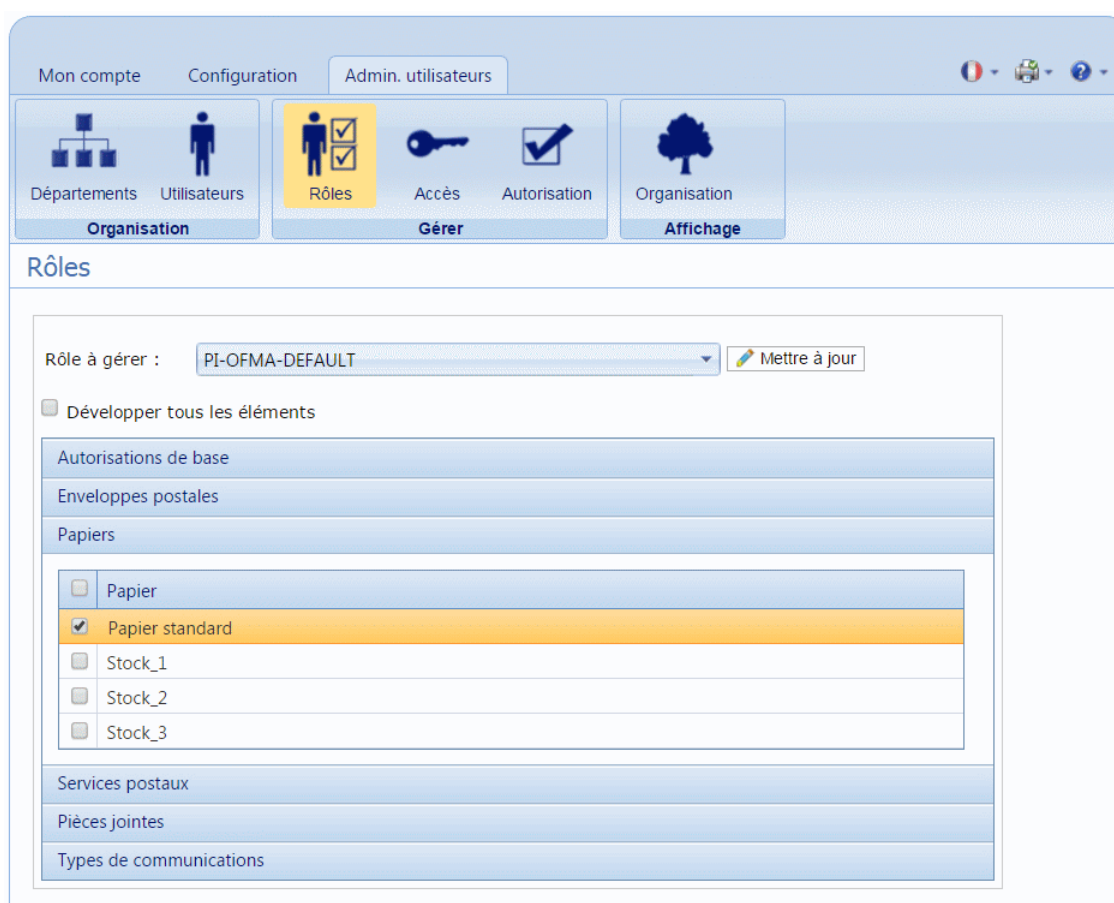 Mon compte Configuration Admin. utilisateurs
Départements Utilisateurs Rôles Accès Autorisation Organisation
Organisation Gérer Affichage
Rôles
Rôle à gérer : PI-OFMA-DEFAULT Mettre à jour
Développer tous les éléments
Autorisations de base
Enveloppes postales
Papiers
Papier
Papier standard
Stock_1
Stock_2
Stock_3
Services postaux
Pièces jointes
Types de communications